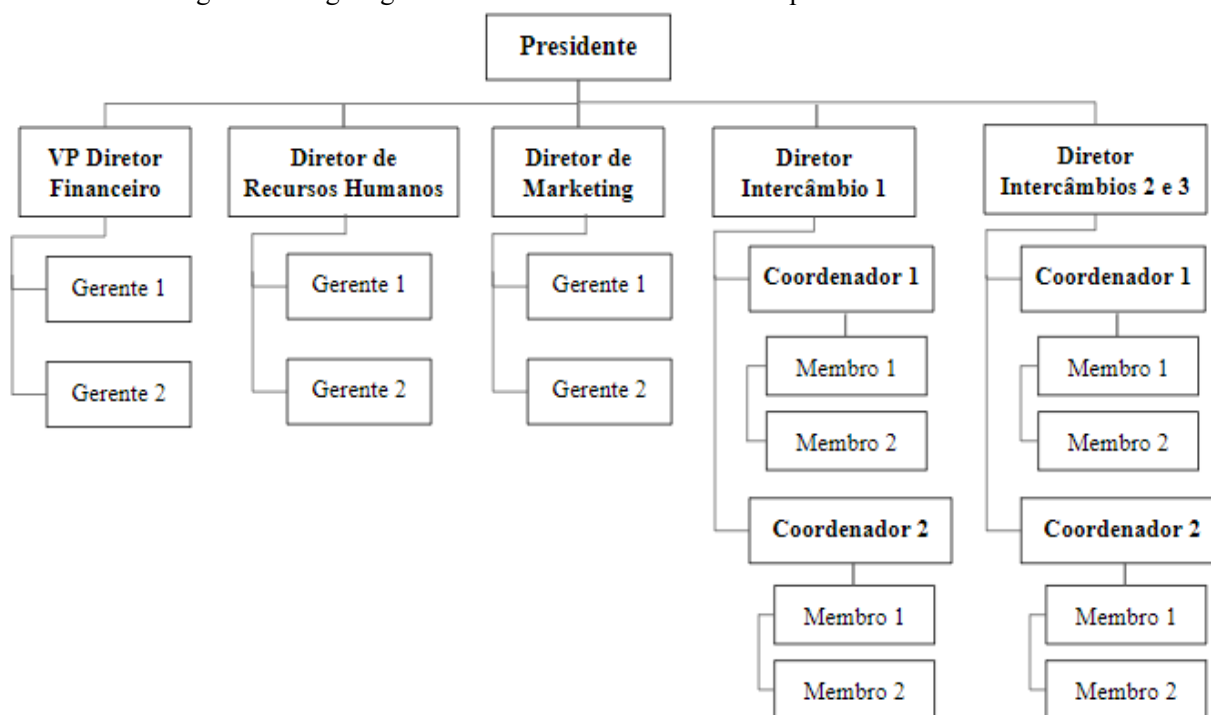 Presidente
VP Diretor
Financeiro
Diretor de
Recursos Humanos
Diretor de
Marketing
Diretor
Intercâmbio 1
Diretor
Intercâmbios 2 e 3
Gerente 1
Gerente 2
Gerente 1
Gerente 2
Gerente 1
Gerente 2
Coordenador 1
Membro 1
Membro 2
Coordenador 2
Membro 1
Membro 2
Coordenador 1
Membro 1
Membro 2
Coordenador 2
Membro 1
Membro 2